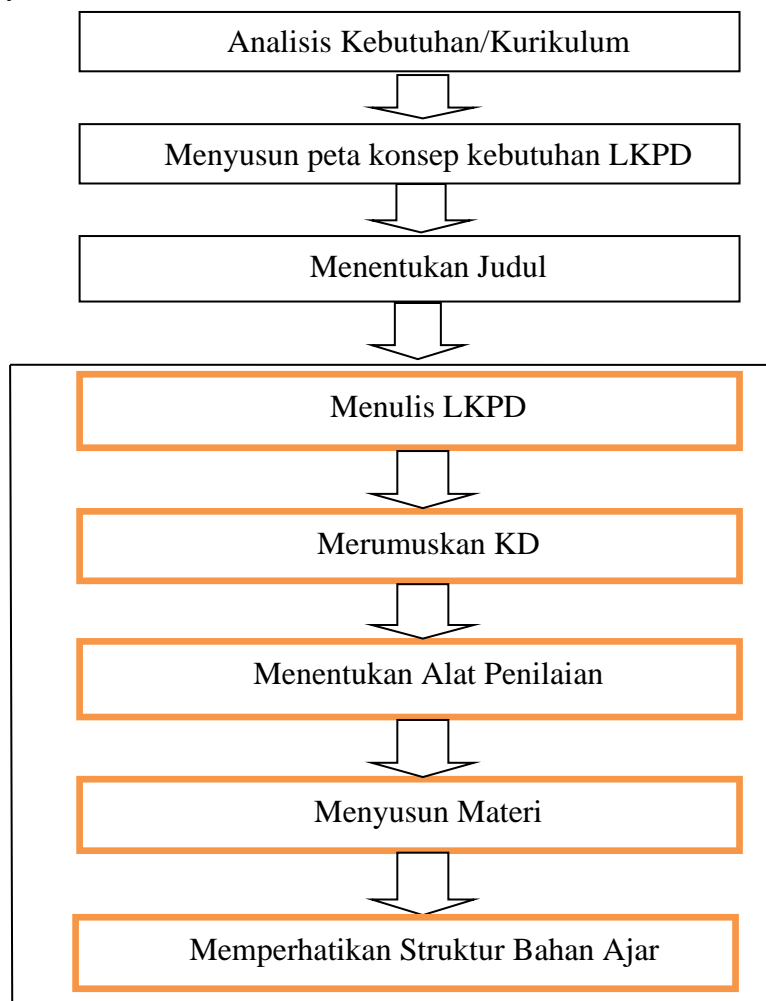 Analisis Kebutuhan/Kurikulum
Menyusun peta konsep kebutuhan LKPD
Menentukan Judul
Menulis LKPD
Merumuskan KD
Menentukan Alat Penilaian
Menyusun Materi
Memperhatikan Struktur Bahan Ajar